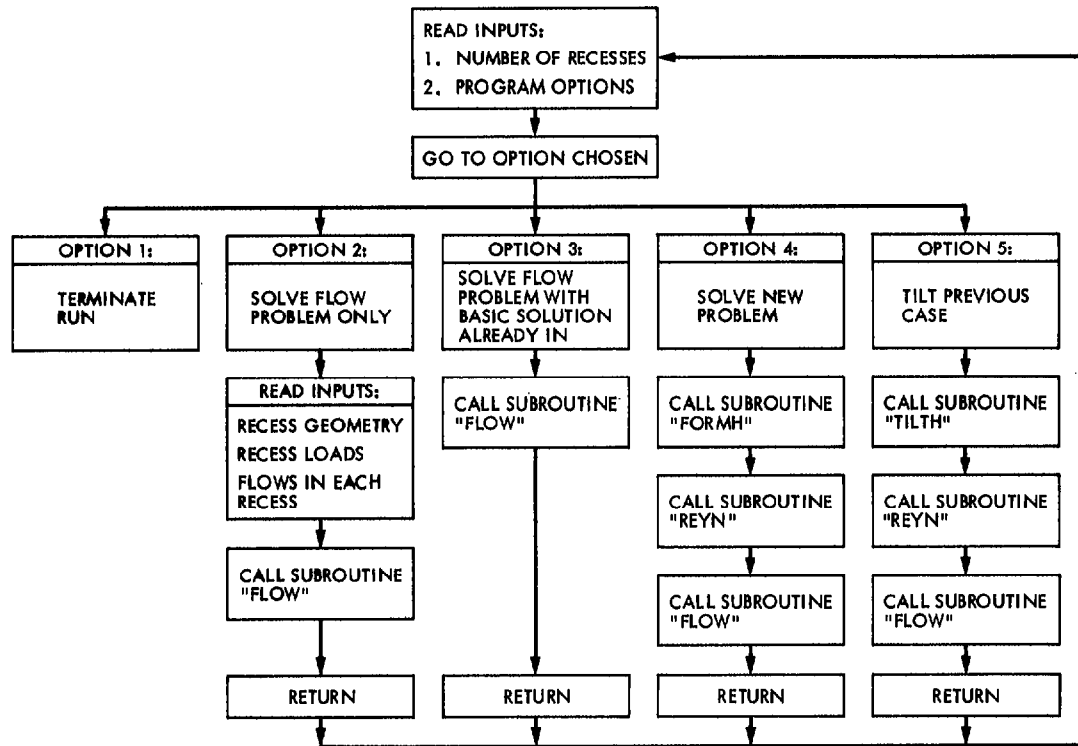 READ INPUTS:
1. NUMBER OF RECESSES
2. PROGRAM OPTIONS
GO TO OPTION CHOSEN
OPTION 1:
TERMINATE
RUN
OPTION 2:
SOLVE FLOW
PROBLEM ONLY
READ INPUTS:
RECESS GEOMETRY
RECESS LOADS
FLOWS IN EACH
RECESS
CALL SUBROUTINE
"FLOW"
RETURN
OPTION 3:
SOLVE FLOW
PROBLEM WITH
BASIC SOLUTION
ALREADY IN
CALL SUBROUTINE
"FLOW"
RETURN
OPTION 4:
SOLVE NEW
PROBLEM
CALL SUBROUTINE
"FORMH"
CALL SUBROUTINE
"REYN"
CALL SUBROUTINE
"FLOW"
RETURN
OPTION 5:
TILT PREVIOUS
CASE
CALL SUBROUTINE
"TILTH"
CALL SUBROUTINE
"REYN"
CALL SUBROUTINE
"FLOW"
RETURN